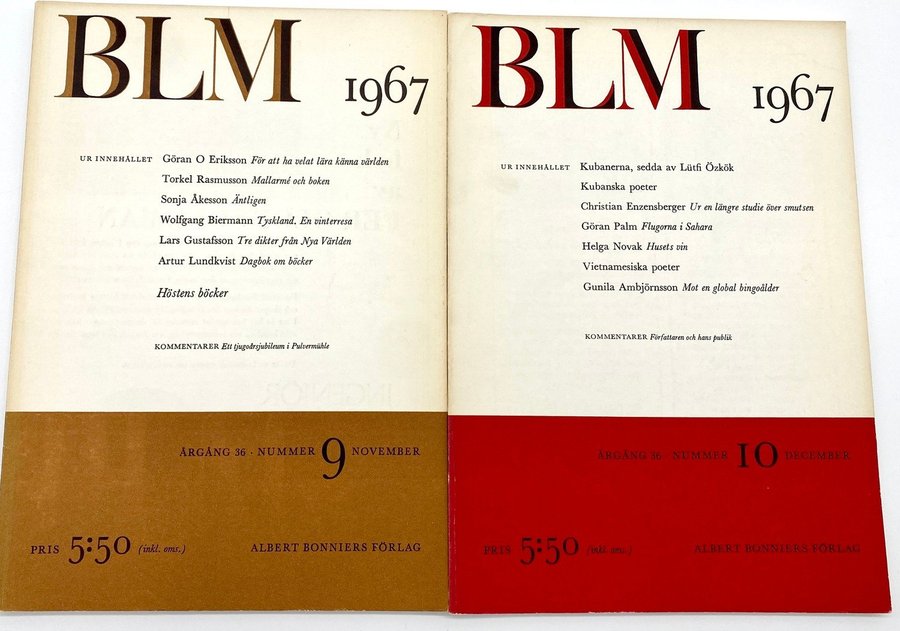 BLM
1967
UR INNEHÅLLET Göran O Eriksson För att ha velat lära känna världen
Torkel Rasmusson Mallarmé och boken
Sonja Åkesson Äntligen
Wolfgang Biermann Tyskland. En vinterresa
Lars Gustafsson Tre dikter från Nya Världen
Artur Lundkvist Dagbok om böcker
Höstens böcker
KOMMENTARER Ett tjugoårsjubileum i Pulvermühle
ÅRGÅNG 36 · NUMMER 9 NOVEMBER
PRIS 5:50 (inkl. oms.) ALBERT BONNIERS FÖRLAG
BLM
1967
UR INNEHÅLLET Kubanerna, sedda av Lütfi Özkök
Kubanska poeter
Christian Enzensberger Ur en längre studie över smutsen
Göran Palm Flugorna i Sahara
Helga Novak Husets vin
Vietnamesiska poeter
Gunila Ambjörnsson Mot en global bingoålder
KOMMENTARER Författaren och hans publik
ÅRGÅNG 36 · NUMMER 10 DECEMBER
PRIS 5:50 (inkl. oms.) ALBERT BONNIERS FÖRLAG